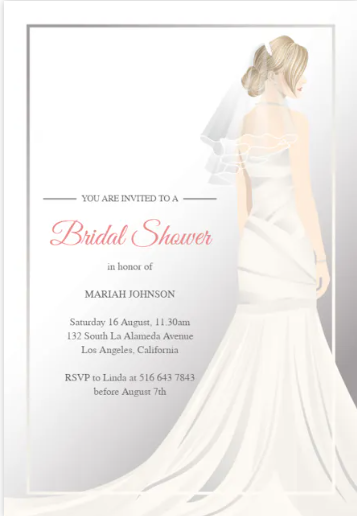 YOU ARE INVITED TO A
Bridal Shower
in honor of
MARIAH JOHNSON
Saturday 16 August, 11.30am
132 South La Alameda Avenue
Los Angeles, California
RSVP to Linda at 516 643 7843
before August 7th